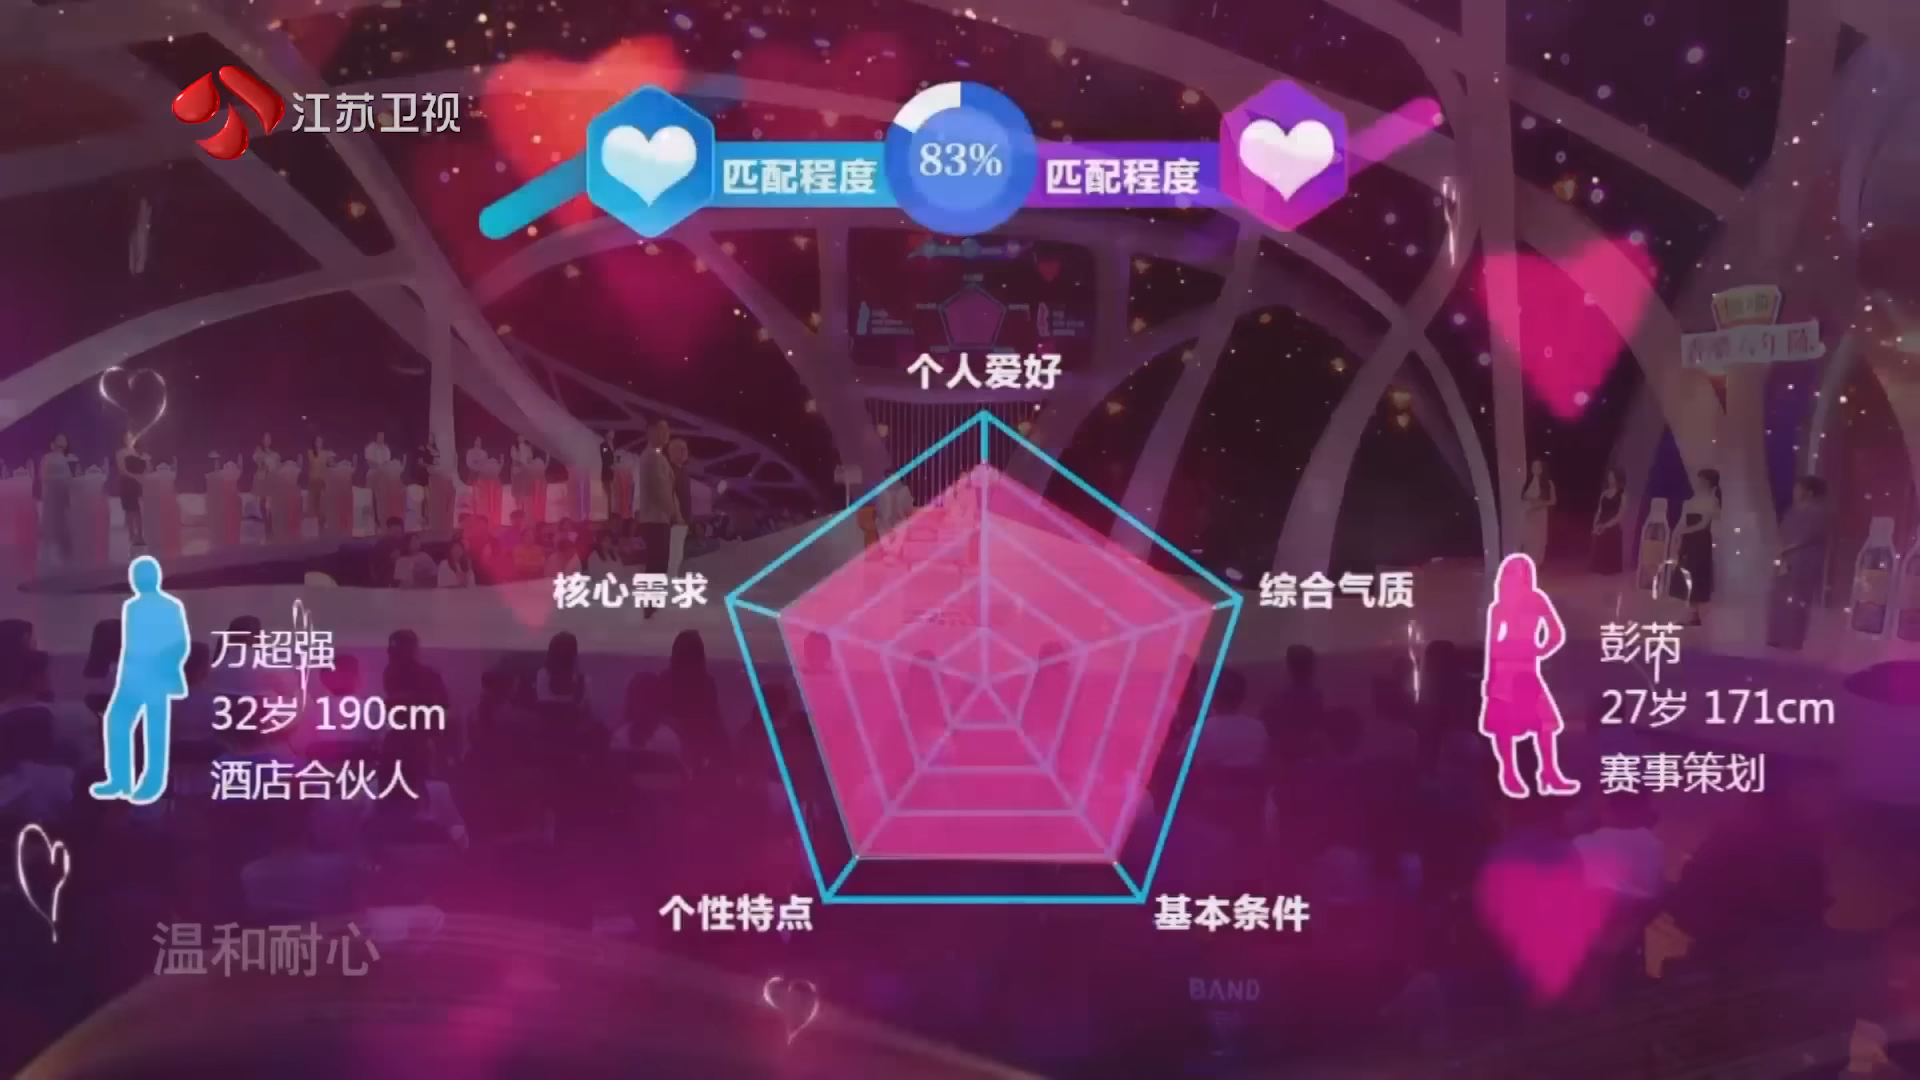 江苏卫视
匹配程度
83%
匹配程度
个人爱好
核心需求
综合气质
万超强
32岁 190cm
酒店合伙人
彭芮
27岁 171cm
赛事策划
个性特点
基本条件
温和耐心
BAND